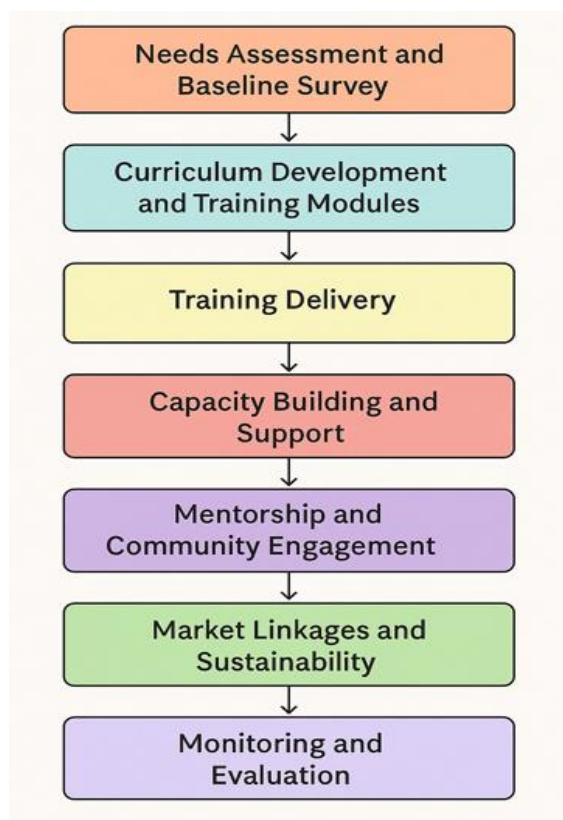 Needs Assessment and
Baseline Survey
Curriculum Development
and Training Modules
Training Delivery
Capacity Building and
Support
Mentorship and
Community Engagement
Market Linkages and
Sustainability
Monitoring and
Evaluation